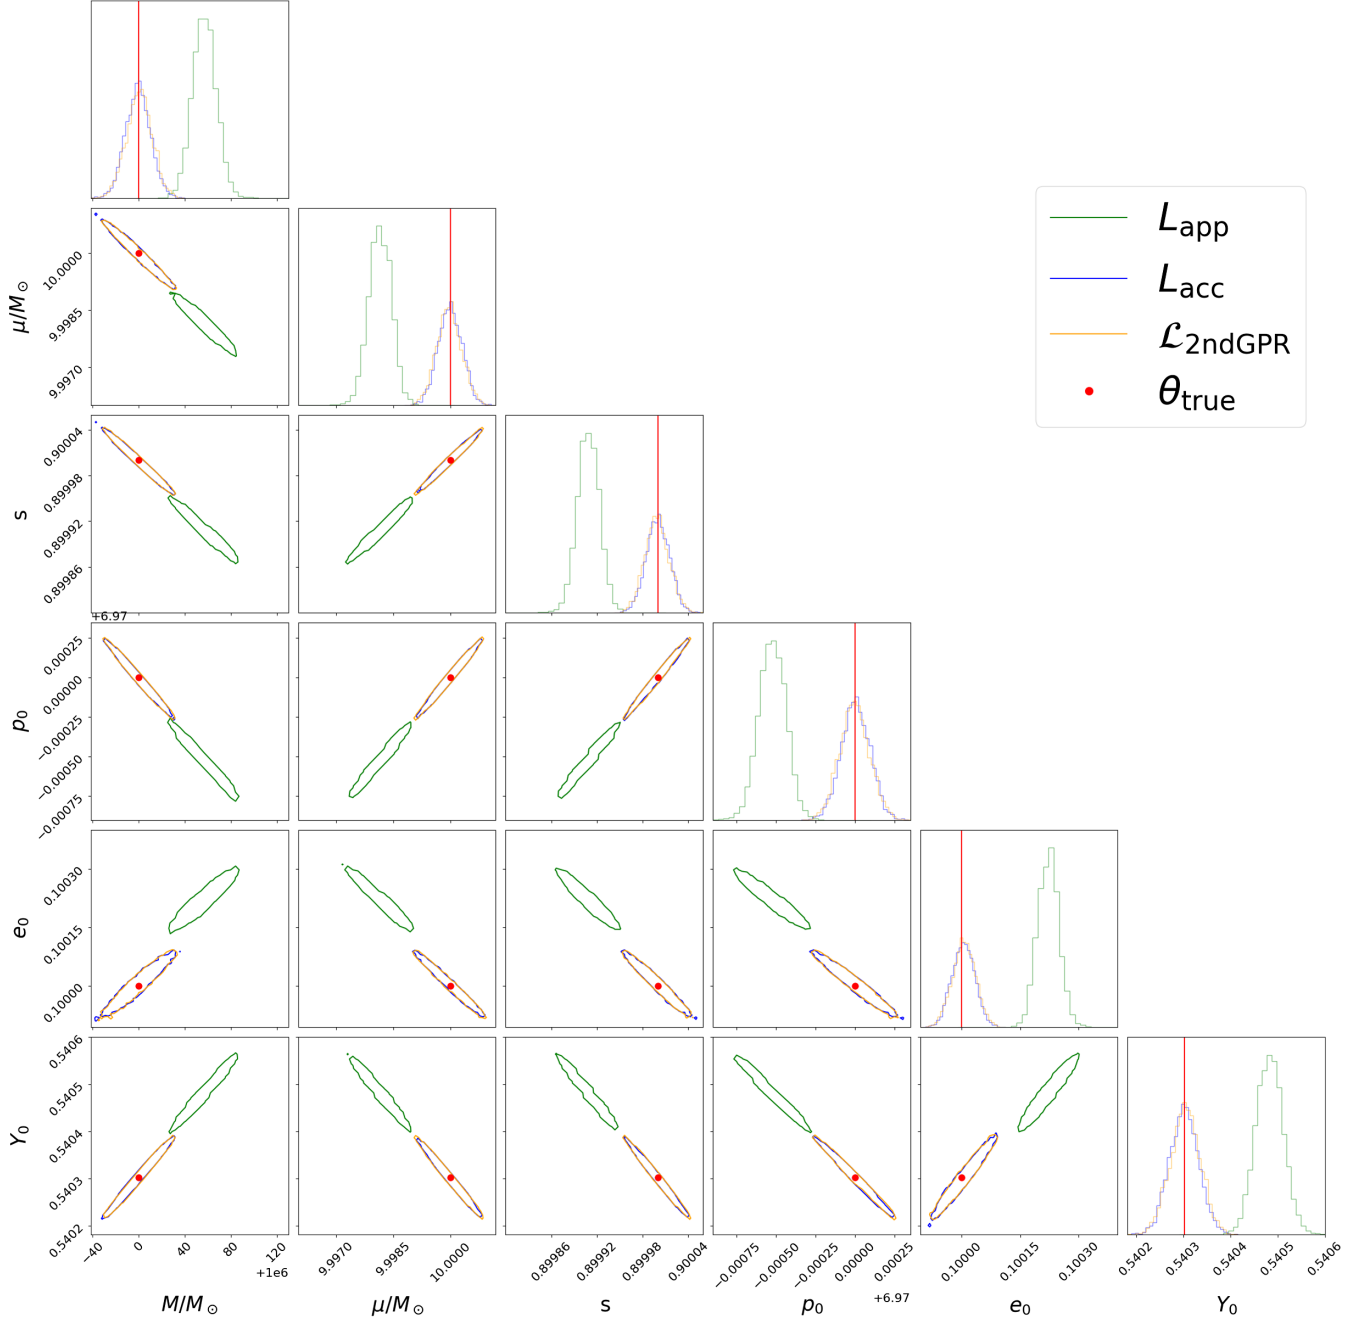 L_app
L_acc
ℒ_2ndGPR
θ_true
μ/M_⊙
10.0000
9.9985
9.9970
s
0.90004
0.89998
0.89992
0.89986
+6.97
p_0
0.00025
0.00000
−0.00025
−0.00050
−0.00075
e_0
0.10030
0.10015
0.10000
Y_0
0.5406
0.5405
0.5404
0.5403
0.5402
−40 0 40 80 120
+1e6
9.9970 9.9985 10.0000
0.89986 0.89992 0.89998 0.90004
−0.00075 −0.00050 −0.00025 0.00000 0.00025
+6.97
0.10000 0.10015 0.10030
0.5402 0.5403 0.5404 0.5405 0.5406
M/M_⊙ μ/M_⊙ s p_0 e_0 Y_0